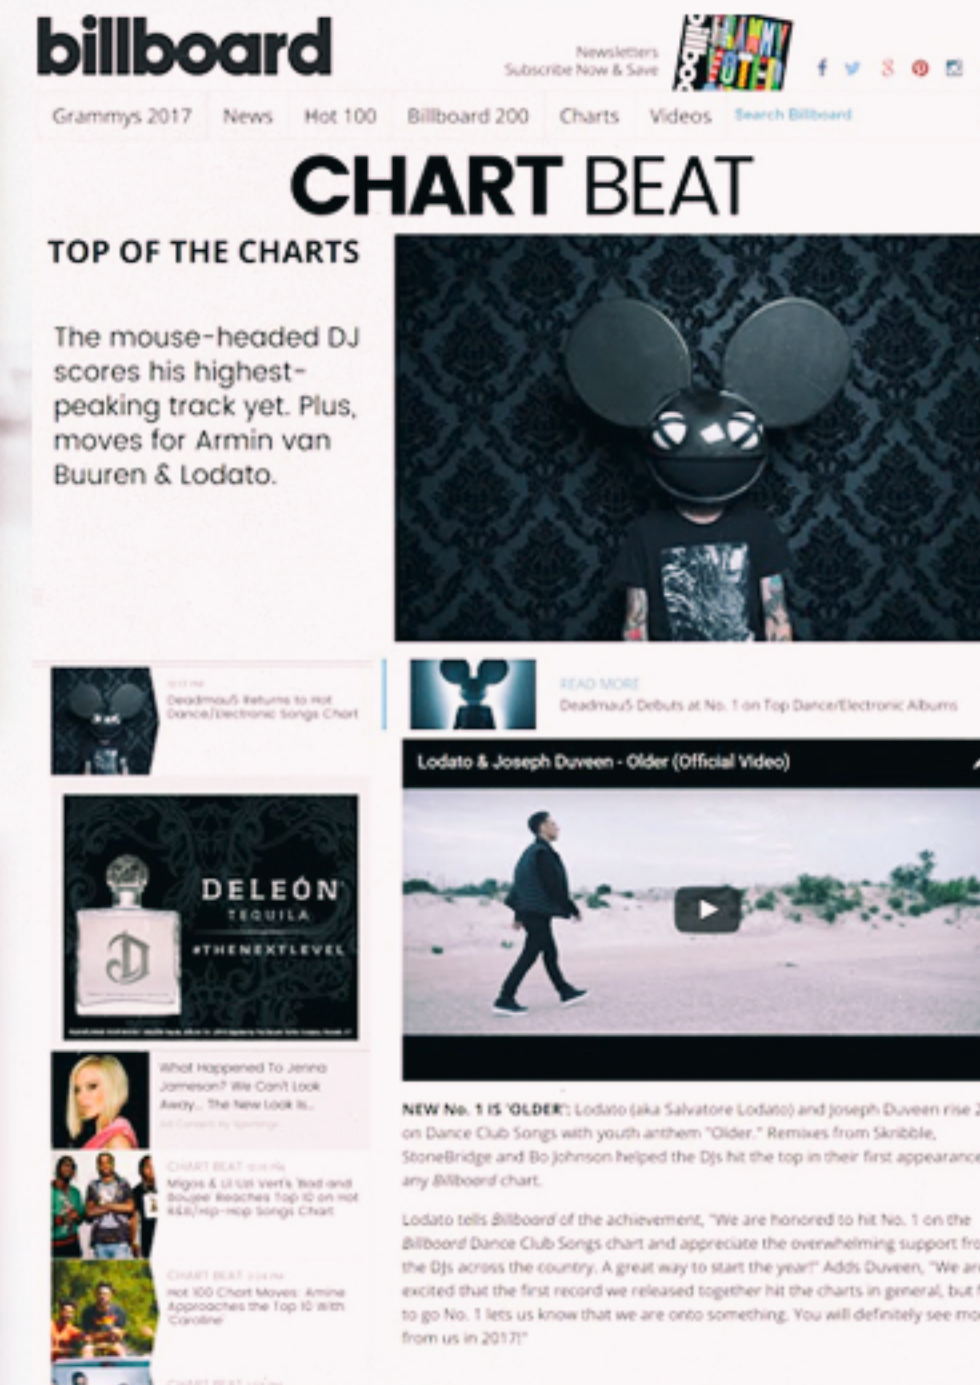 billboard
Newsletters
Subscribe Now & Save
Grammys 2017
News
Hot 100
Billboard 200
Charts
Videos
Search Billboard
CHART BEAT
TOP OF THE CHARTS
The mouse-headed DJ
scores his highest-
peaking track yet. Plus,
moves for Armin van
Buuren & Lodato.
Deadmau5 Returns to Hot
Dance/Electronic Songs Chart
READ MORE
Deadmau5 Debuts at No. 1 on Top Dance/Electronic Albums
Lodato & Joseph Duveen - Older (Official Video)
DELEÓN
TEQUILA
#THENEXTLEVEL
What Happened To Jenna
Jameson? We Can't Look
Away... The New Look Is...
CHART BEAT
Migos & Lil Uzi Vert's 'Bad and
Boujee' Reaches Top 10 on Hot
R&B/Hip-Hop Songs Chart
CHART BEAT
Hot 100 Chart Moves: Amine
Approaches the Top 10 With
'Caroline'
CHART BEAT
NEW No. 1 IS 'OLDER': Lodato (aka Salvatore Lodato) and Joseph Duveen rise
on Dance Club Songs with youth anthem "Older." Remixes from Skribble,
StoneBridge and Bo Johnson helped the DJs hit the top in their first appearance
any Billboard chart.
Lodato tells Billboard of the achievement, "We are honored to hit No. 1 on the
Billboard Dance Club Songs chart and appreciate the overwhelming support fro
the DJs across the country. A great way to start the year!" Adds Duveen, "We are
excited that the first record we released together hit the charts in general, but
to go No. 1 lets us know that we are onto something. You will definitely see mo
from us in 2017!"